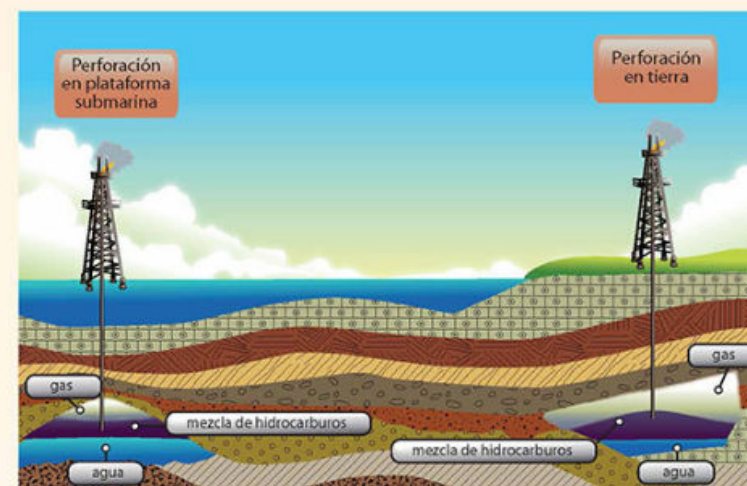 Perforación
en plataforma
submarina
Perforación
en tierra
gas
mezcla de hidrocarburos
agua
gas
mezcla de hidrocarburos
agua